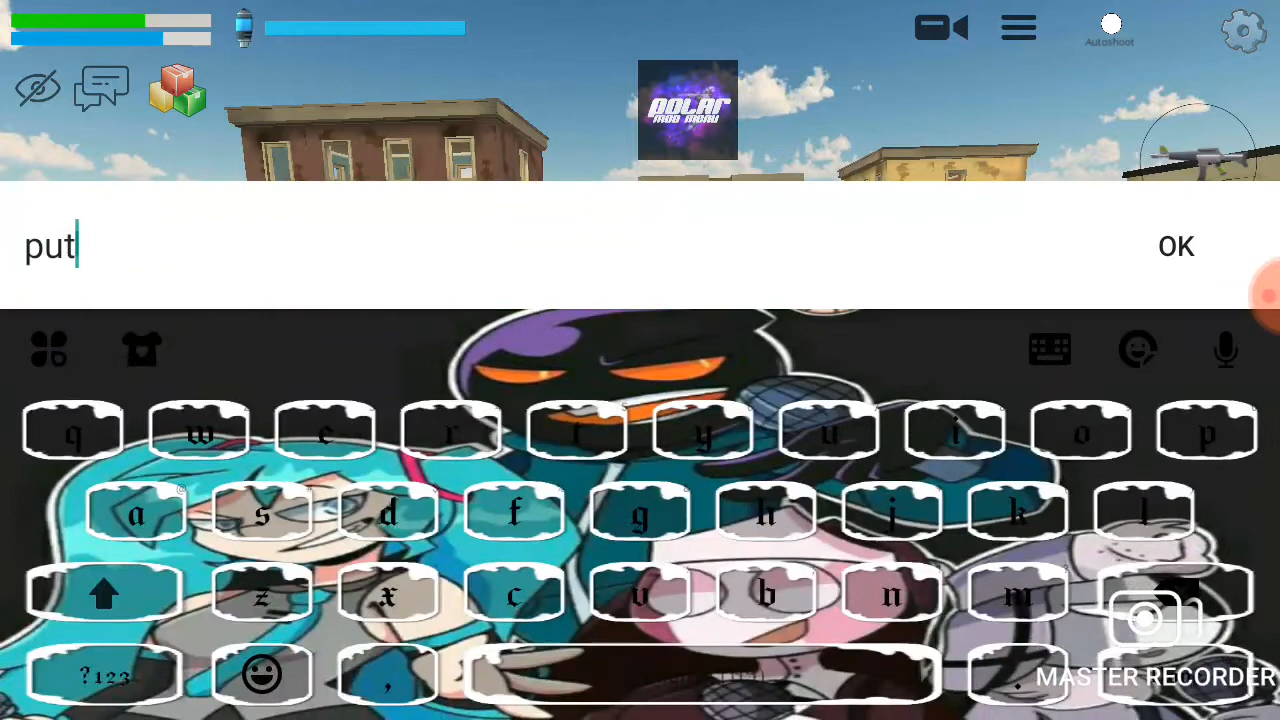 Autoshoot
POLAR
MOD MENU
put
OK
q w e r t y u i o p
@
a s d f g h j k l
z x c v b n m
?123 , .
MASTER RECORDER